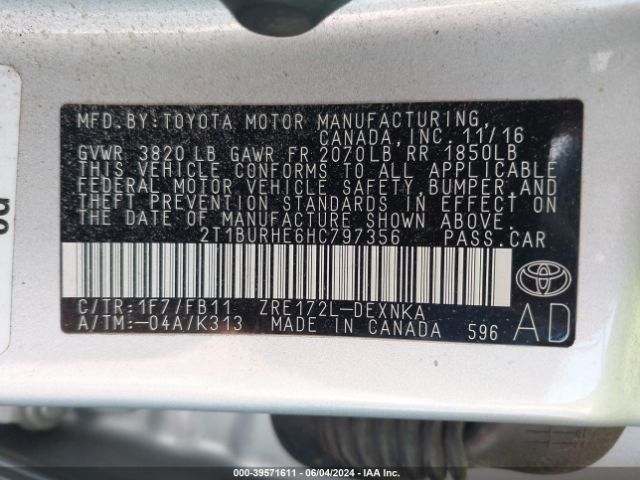 MFD. BY: TOYOTA MOTOR MANUFACTURING,
CANADA, INC. 11/16
GVWR 3820 LB GAWR FR 2070LB RR 1850LB
THIS VEHICLE CONFORMS TO ALL APPLICABLE
FEDERAL MOTOR VEHICLE SAFETY, BUMPER, AND
THEFT PREVENTION STANDARDS IN EFFECT ON
THE DATE OF MANUFACTURE SHOWN ABOVE.
2T1BURHE6HC797356 PASS.CAR
C/TR:1F7/FB11 ZRE172L-DEXNKA
A/TM:-04A/K313 MADE IN CANADA 596
AD
000-39571611 - 06/04/2024 - IAA Inc.